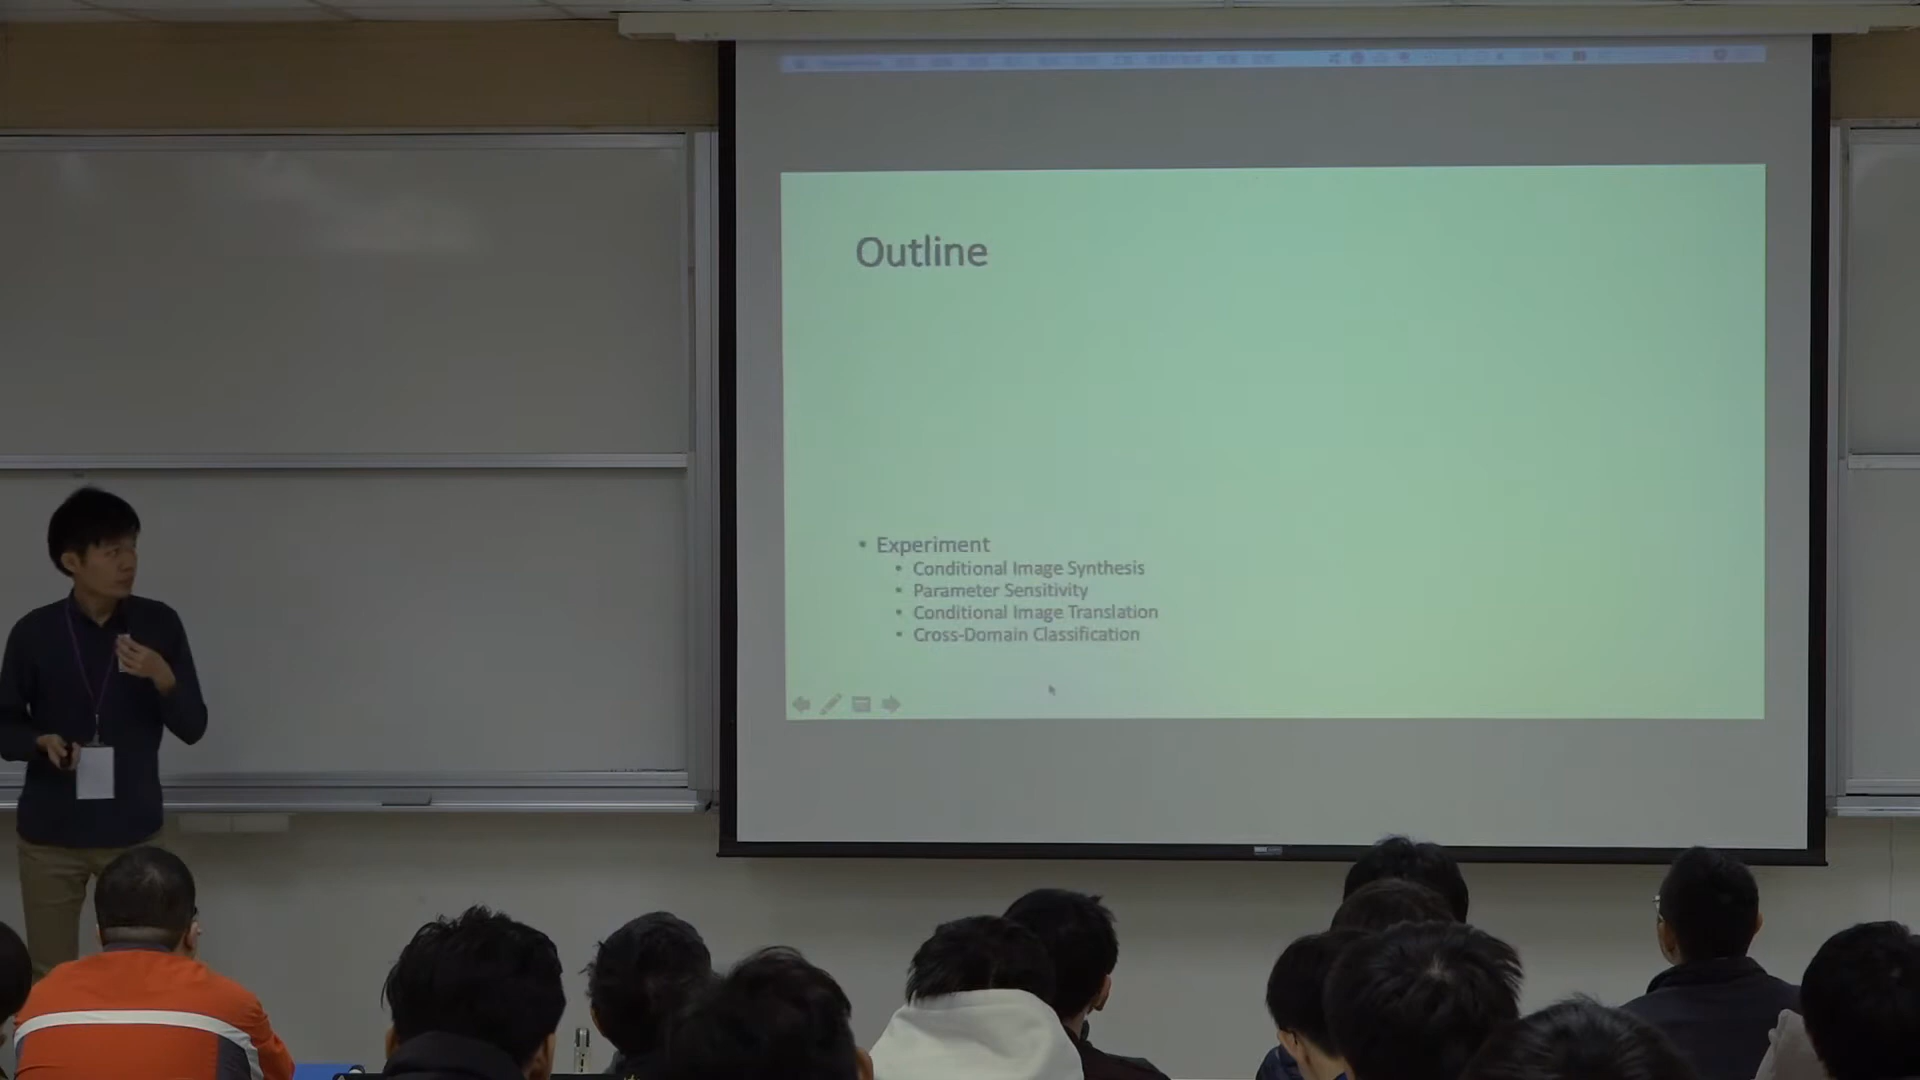 Outline
• Experiment
• Conditional Image Synthesis
• Parameter Sensitivity
• Conditional Image Translation
• Cross-Domain Classification